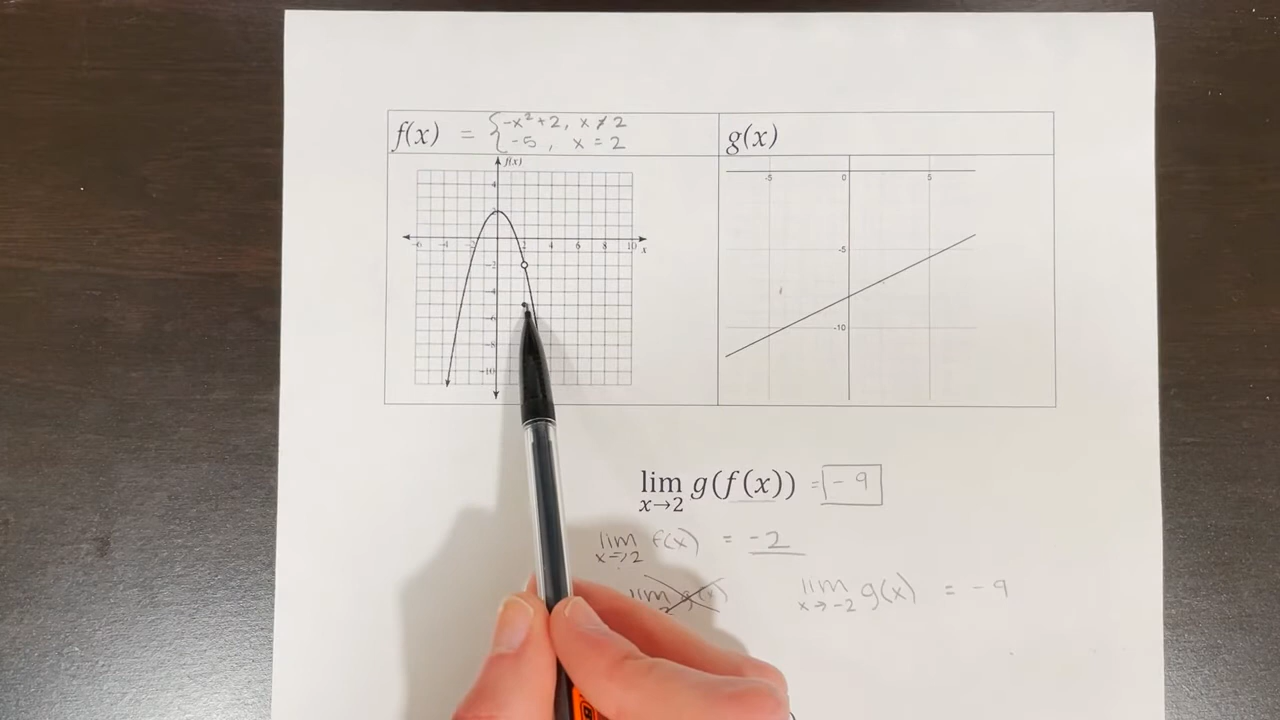 f(x) = { -x² + 2, x ≠ 2
-5, x = 2
g(x)
f(x)
4
2
-6 -4 -2 2 4 6 8 10 x
-2
-4
-6
-8
-10
-5 0 5
-5
-10
lim x→2 g(f(x)) = -9
lim x→2 f(x) = -2
lim g(x)
lim x→-2 g(x) = -9